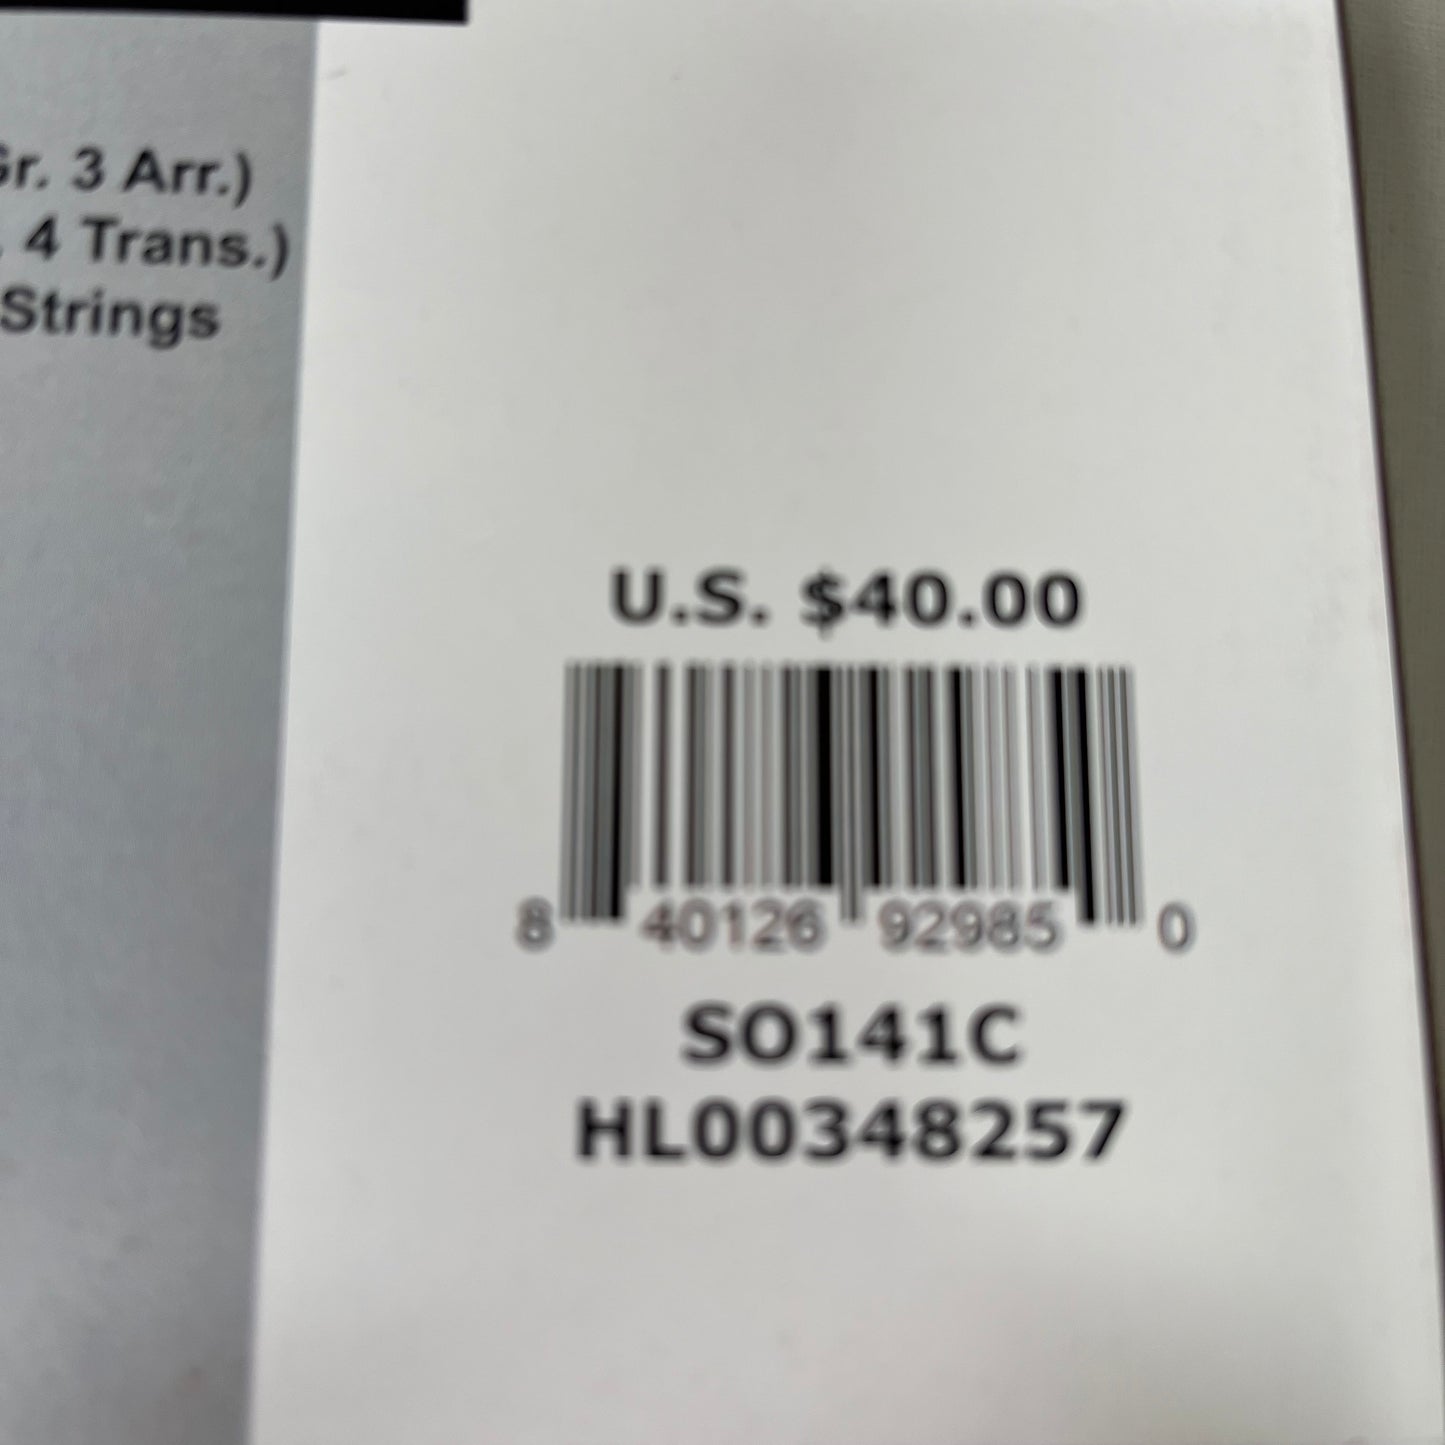 Gr. 3 Arr.)
. 4 Trans.)
Strings
U.S. $40.00
8 40126 92985 0
SO141C
HL00348257